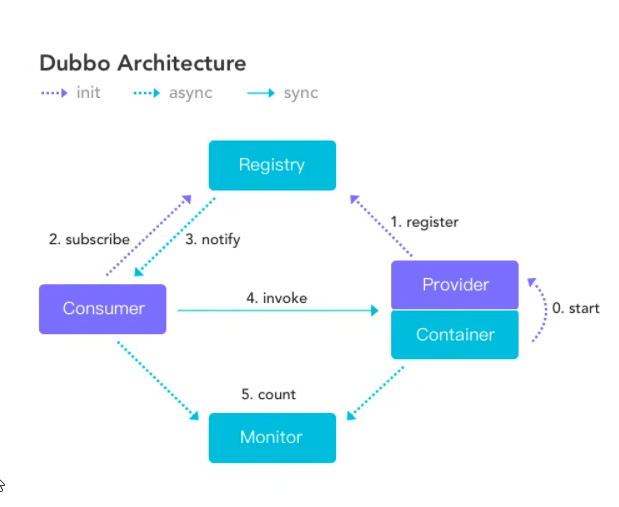 Dubbo Architecture
init async sync
Registry
1. register
2. subscribe
3. notify
Provider
Consumer
4. invoke
0. start
Container
5. count
Monitor